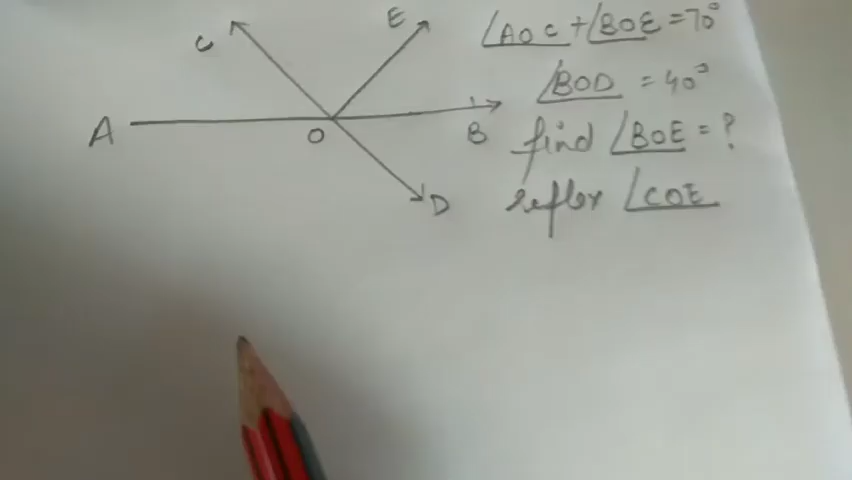 C
E
∠AOC + ∠BOE = 70°
∠BOD = 40°
A
O
B
find ∠BOE = ?
D
reflex ∠COE